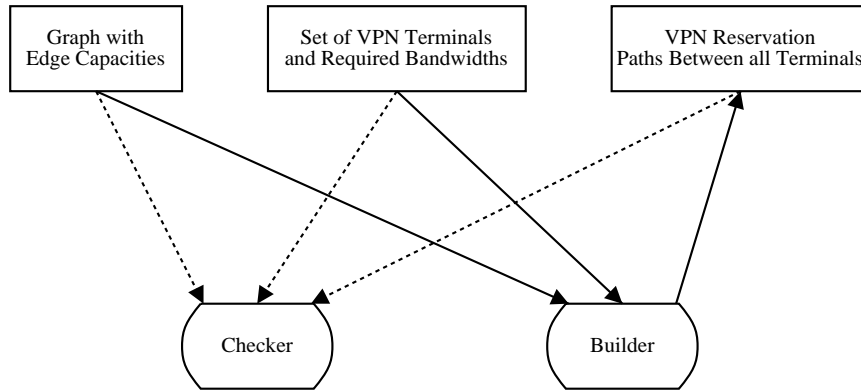 Graph with
Edge Capacities
Set of VPN Terminals
and Required Bandwidths
VPN Reservation
Paths Between all Terminals
Checker
Builder